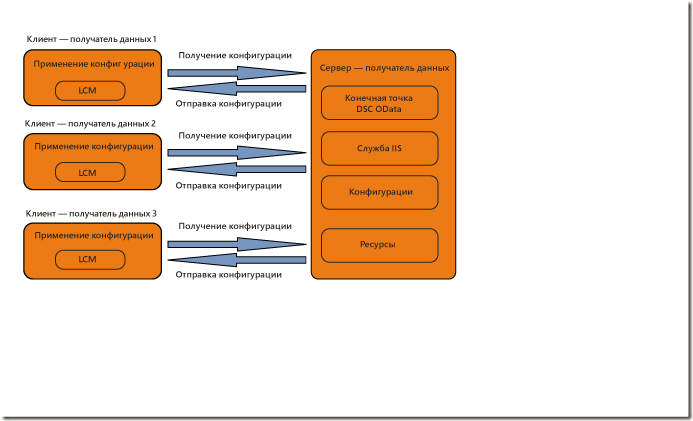 Клиент — получатель данных 1
Применение конфигурации
LCM
Получение конфигурации
Отправка конфигурации
Клиент — получатель данных 2
Применение конфигурации
LCM
Получение конфигурации
Отправка конфигурации
Клиент — получатель данных 3
Применение конфигурации
LCM
Получение конфигурации
Отправка конфигурации
Сервер — получатель данных
Конечная точка
DSC OData
Служба IIS
Конфигурации
Ресурсы